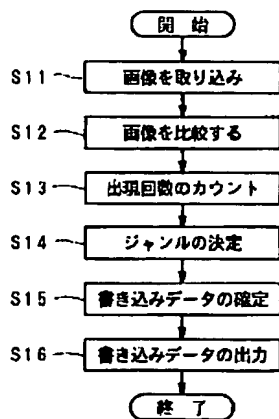 開始
S11 画像を取り込み
S12 画像を比較する
S13 出現回数のカウント
S14 ジャンルの決定
S15 書き込みデータの確定
S16 書き込みデータの出力
終了